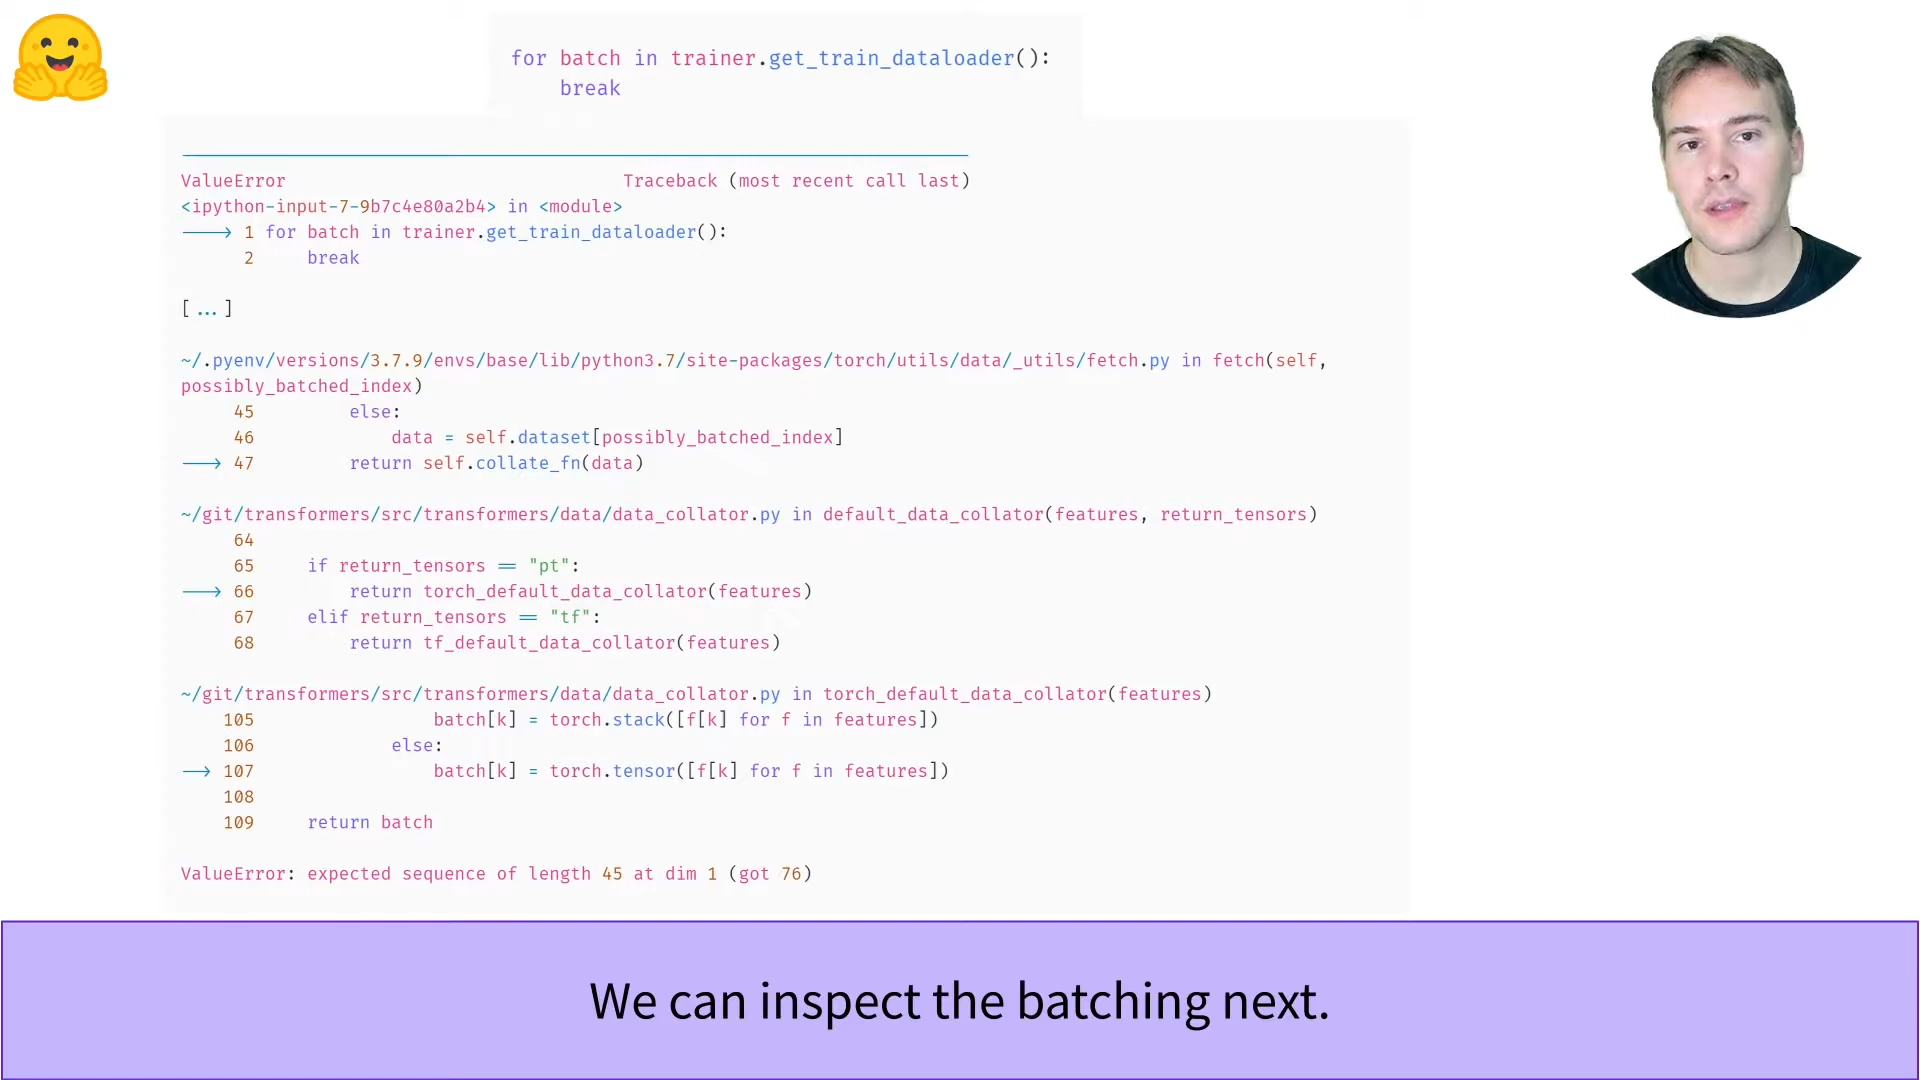 for batch in trainer.get_train_dataloader():
    break
ValueError                                Traceback (most recent call last)
<ipython-input-7-9b7c4e80a2b4> in <module>
----> 1 for batch in trainer.get_train_dataloader():
      2     break
[...]
~/.pyenv/versions/3.7.9/envs/base/lib/python3.7/site-packages/torch/utils/data/_utils/fetch.py in fetch(self,
possibly_batched_index)
     45         else:
     46             data = self.dataset[possibly_batched_index]
---> 47         return self.collate_fn(data)
~/git/transformers/src/transformers/data/data_collator.py in default_data_collator(features, return_tensors)
     64
     65     if return_tensors == "pt":
---> 66         return torch_default_data_collator(features)
     67     elif return_tensors == "tf":
     68         return tf_default_data_collator(features)
~/git/transformers/src/transformers/data/data_collator.py in torch_default_data_collator(features)
    105                 batch[k] = torch.stack([f[k] for f in features])
    106             else:
--> 107                 batch[k] = torch.tensor([f[k] for f in features])
    108
    109     return batch
ValueError: expected sequence of length 45 at dim 1 (got 76)
We can inspect the batching next.